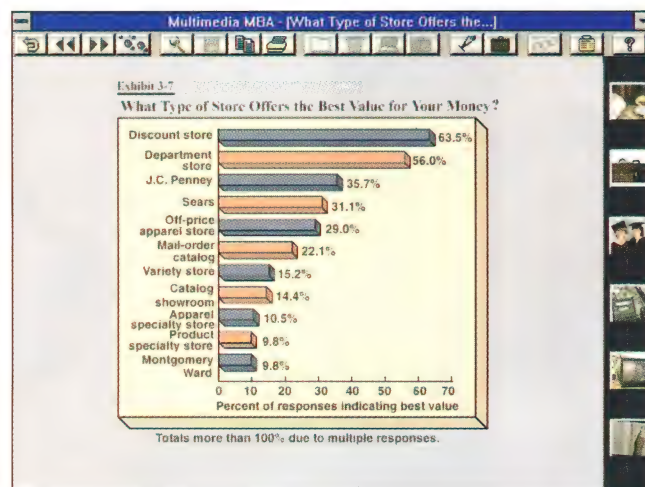 Multimedia MBA - [What Type of Store Offers the...]
Exhibit 3-7
What Type of Store Offers the Best Value for Your Money?
Discount store
63.5%
Department
store
56.0%
J.C. Penney
35.7%
Sears
31.1%
Off-price
apparel store
29.0%
Mail-order
catalog
22.1%
Variety store
15.2%
Catalog
showroom
14.4%
Apparel
specialty store
10.5%
Product
specialty store
9.8%
Montgomery
Ward
9.8%
0 10 20 30 40 50 60 70
Percent of responses indicating best value
Totals more than 100% due to multiple responses.